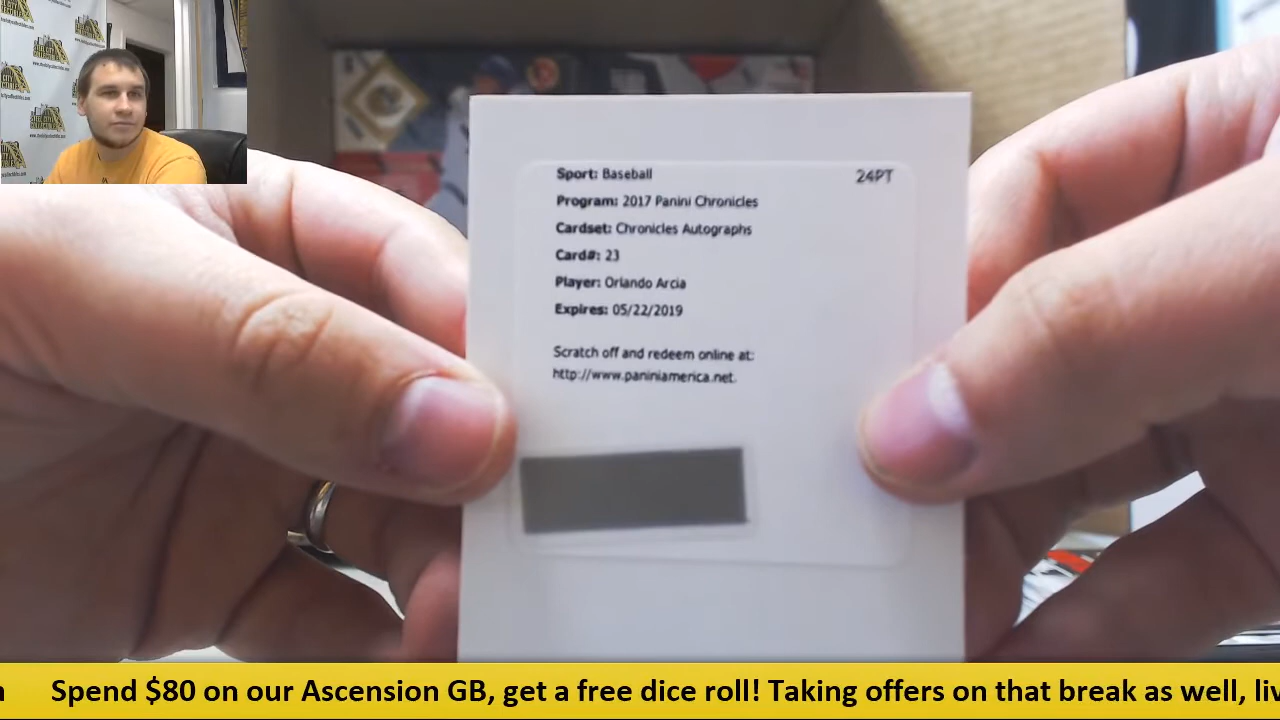 Sport: Baseball 24PT
Program: 2017 Panini Chronicles
Cardset: Chronicles Autographs
Card#: 23
Player: Orlando Arcia
Expires: 05/22/2019
Scratch off and redeem online at:
http://www.paniniamerica.net.
Spend $80 on our Ascension GB, get a free dice roll! Taking offers on that break as well,